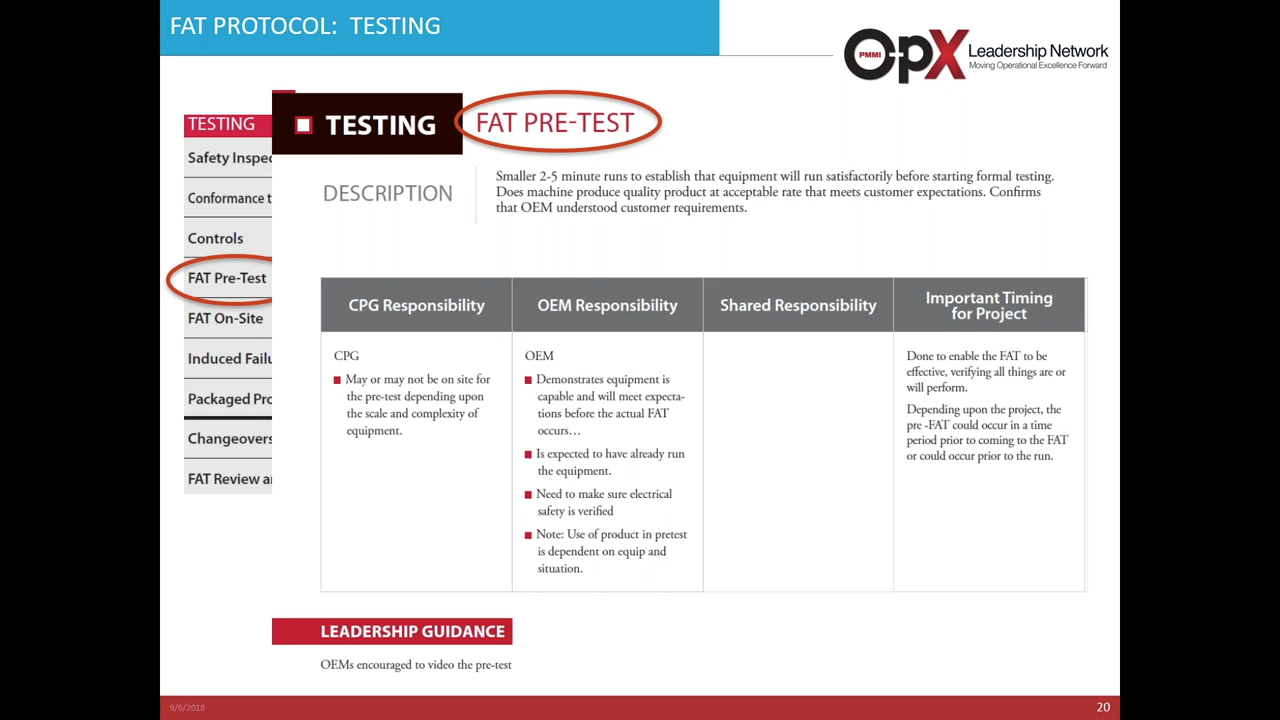 FAT PROTOCOL: TESTING
PMMI
OpX
Leadership Network
Moving Operational Excellence Forward
TESTING
Safety Inspec
Conformance t
Controls
FAT Pre-Test
FAT On-Site
Induced Failu
Packaged Pro
Changeovers
FAT Review a
TESTING
FAT PRE-TEST
DESCRIPTION
Smaller 2-5 minute runs to establish that equipment will run satisfactorily before starting formal testing.
Does machine produce quality product at acceptable rate that meets customer expectations. Confirms
that OEM understood customer requirements.
CPG Responsibility
OEM Responsibility
Shared Responsibility
Important Timing
for Project
CPG
May or may not be on site for
the pre-test depending upon
the scale and complexity of
equipment.
OEM
Demonstrates equipment is
capable and will meet expecta-
tions before the actual FAT
occurs…
Is expected to have already run
the equipment.
Need to make sure electrical
safety is verified
Note: Use of product in pretest
is dependent on equip and
situation.
Done to enable the FAT to be
effective, verifying all things are or
will perform.
Depending upon the project, the
pre -FAT could occur in a time
period prior to coming to the FAT
or could occur prior to the run.
LEADERSHIP GUIDANCE
OEMs encouraged to video the pre-test
9/6/2018
20